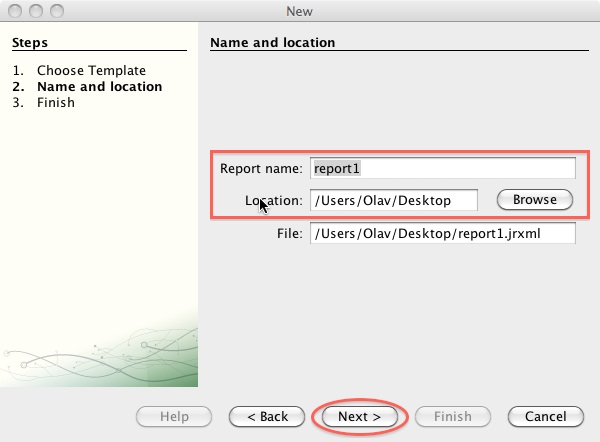 New
Steps
1. Choose Template
2. Name and location
3. Finish
Name and location
Report name: report1
Location: /Users/Olav/Desktop Browse
File: /Users/Olav/Desktop/report1.jrxml
Help < Back Next > Finish Cancel